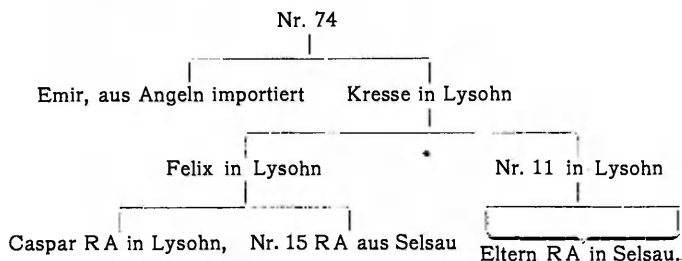 Nr. 74
Emir, aus Angeln importiert Kresse in Lysohn
Felix in Lysohn Nr. 11 in Lysohn
Caspar RA in Lysohn, Nr. 15 RA aus Selsau Eltern RA in Selsau.